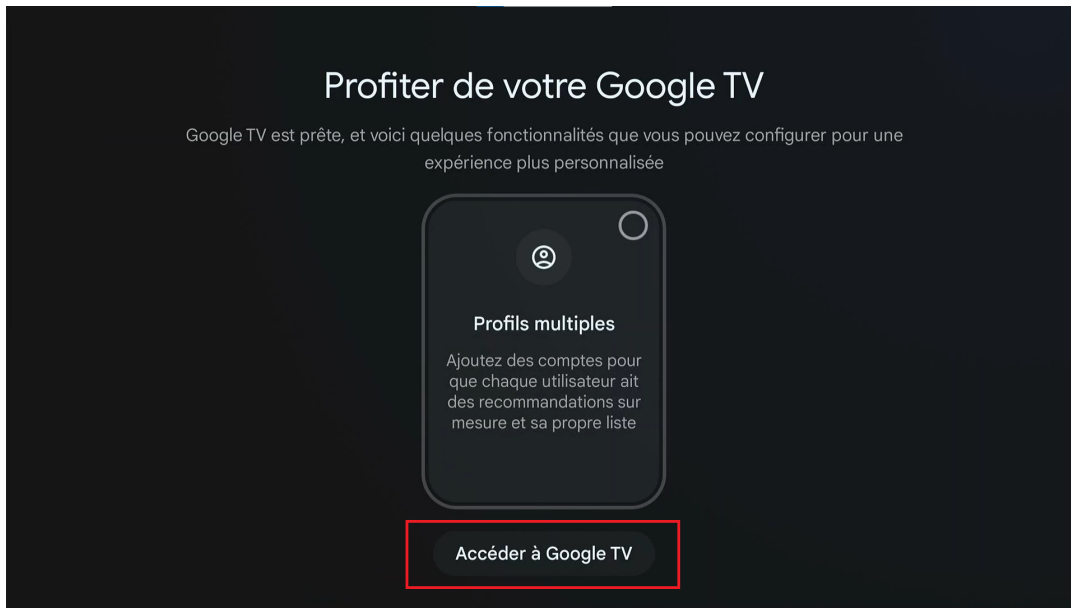 Profiter de votre Google TV
Google TV est prête, et voici quelques fonctionnalités que vous pouvez configurer pour une
expérience plus personnalisée
Profils multiples
Ajoutez des comptes pour
que chaque utilisateur ait
des recommandations sur
mesure et sa propre liste
Accéder à Google TV